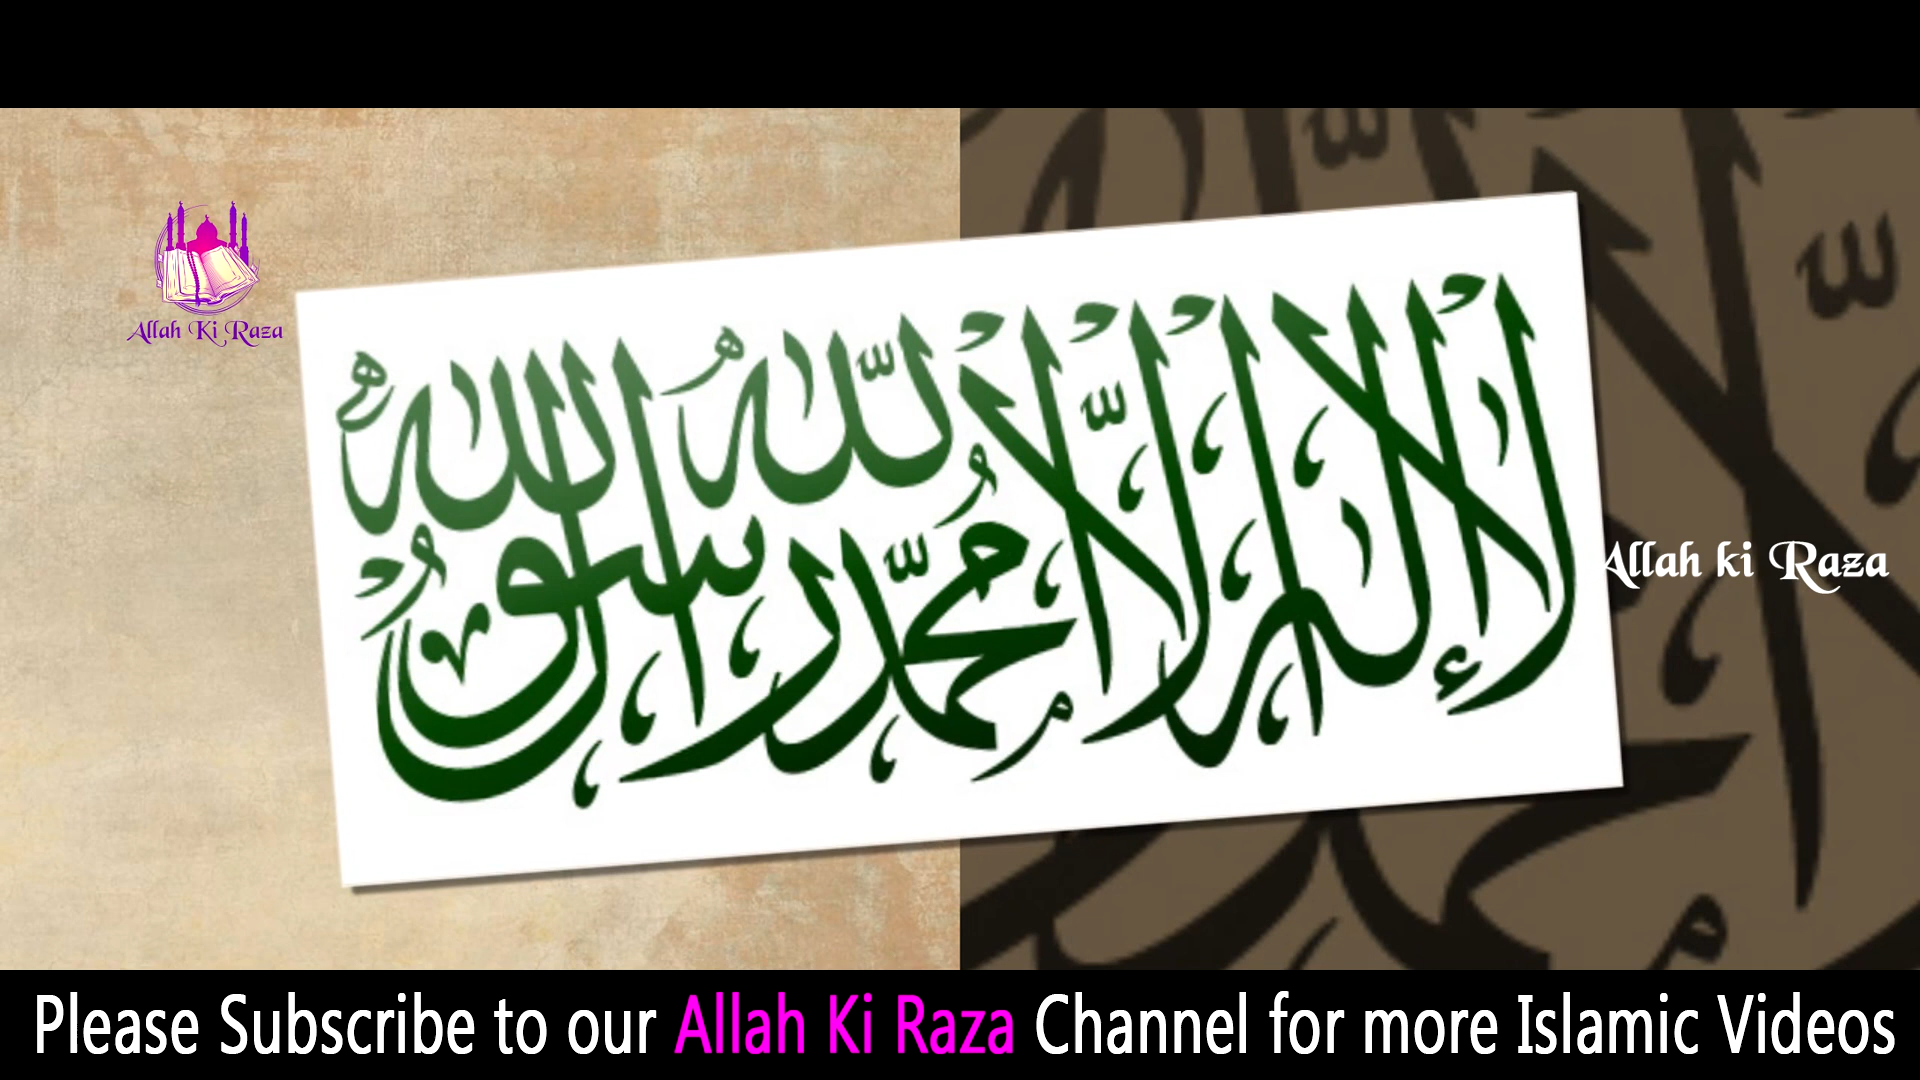 Allah Ki Raza
لا إله إلا الله محمد رسول الله
Allah ki Raza
Please Subscribe to our Allah Ki Raza Channel for more Islamic Videos